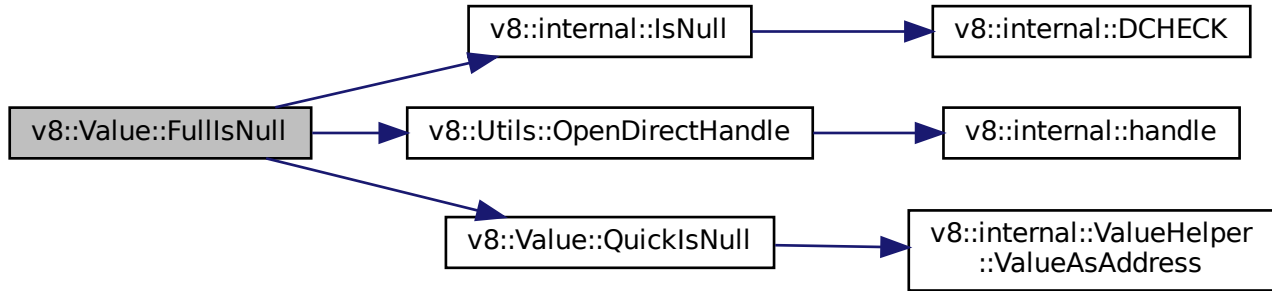 v8::internal::IsNull
v8::internal::DCHECK
v8::Value::FullIsNull
v8::Utils::OpenDirectHandle
v8::internal::handle
v8::Value::QuickIsNull
v8::internal::ValueHelper
::ValueAsAddress